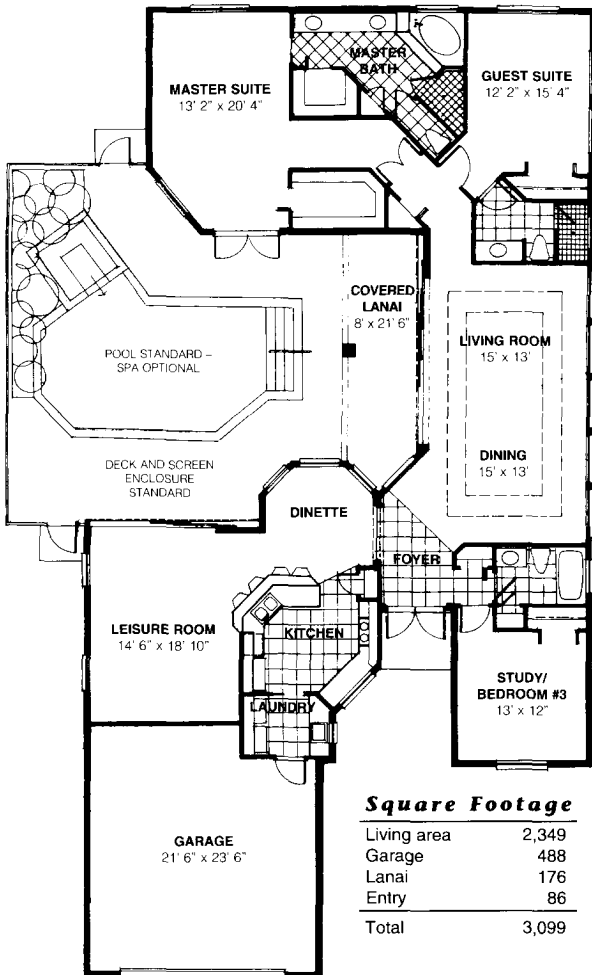 MASTER SUITE
13' 2" x 20' 4"
MASTER
BATH
GUEST SUITE
12' 2" x 15' 4"
COVERED
LANAI
8' x 21' 6"
LIVING ROOM
15' x 13'
POOL STANDARD –
SPA OPTIONAL
DINING
15' x 13'
DECK AND SCREEN
ENCLOSURE
STANDARD
DINETTE
FOYER
LEISURE ROOM
14' 6" x 18' 10"
KITCHEN
STUDY/
BEDROOM #3
13' x 12"
LAUNDRY
GARAGE
21' 6" x 23' 6"
Square Footage
Living area 2,349
Garage 488
Lanai 176
Entry 86
Total 3,099